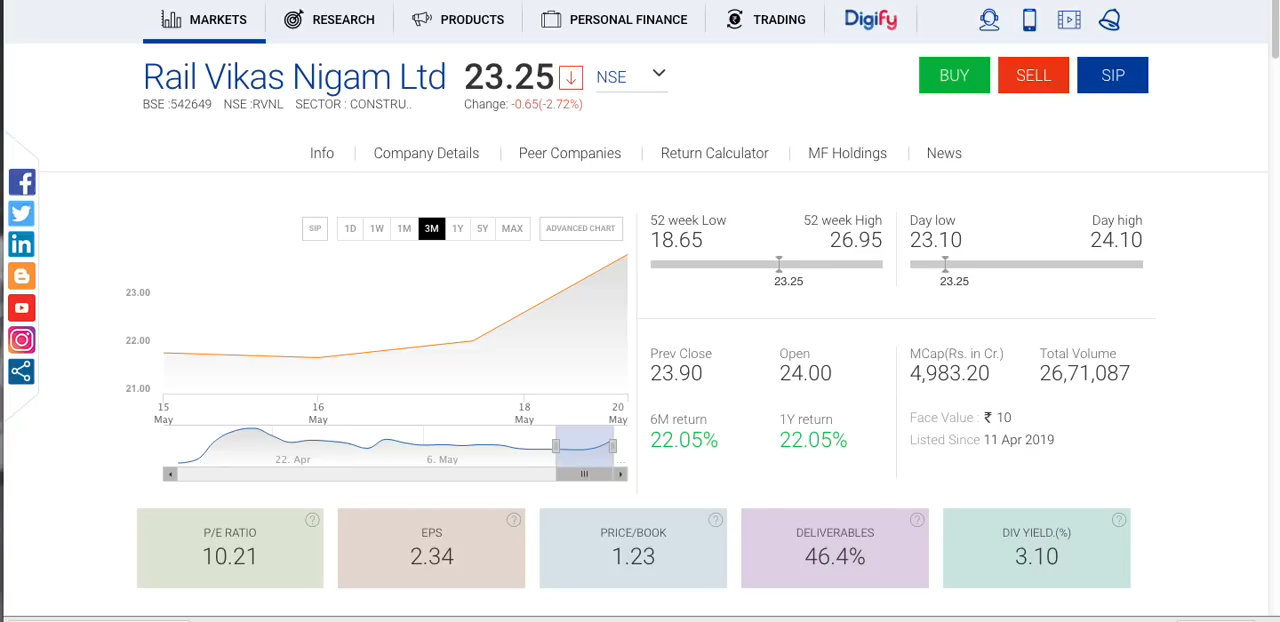 MARKETS RESEARCH PRODUCTS PERSONAL FINANCE TRADING Digify
Rail Vikas Nigam Ltd 23.25 NSE BUY SELL SIP
BSE :542649 NSE :RVNL SECTOR : CONSTRU.. Change: -0.65(-2.72%)
Info Company Details Peer Companies Return Calculator MF Holdings News
SIP 1D 1W 1M 3M 1Y 5Y MAX ADVANCED CHART
23.00
22.00
21.00
15 May 16 May 18 May 20 May
22. Apr 6. May ...
52 week Low 52 week High
18.65 26.95
23.25
Day low Day high
23.10 24.10
23.25
Prev Close Open
23.90 24.00
6M return 1Y return
22.05% 22.05%
MCap(Rs. in Cr.) Total Volume
4,983.20 26,71,087
Face Value : ₹ 10
Listed Since 11 Apr 2019
P/E RATIO ? EPS ? PRICE/BOOK ? DELIVERABLES ? DIV YIELD.(%) ?
10.21 2.34 1.23 46.4% 3.10